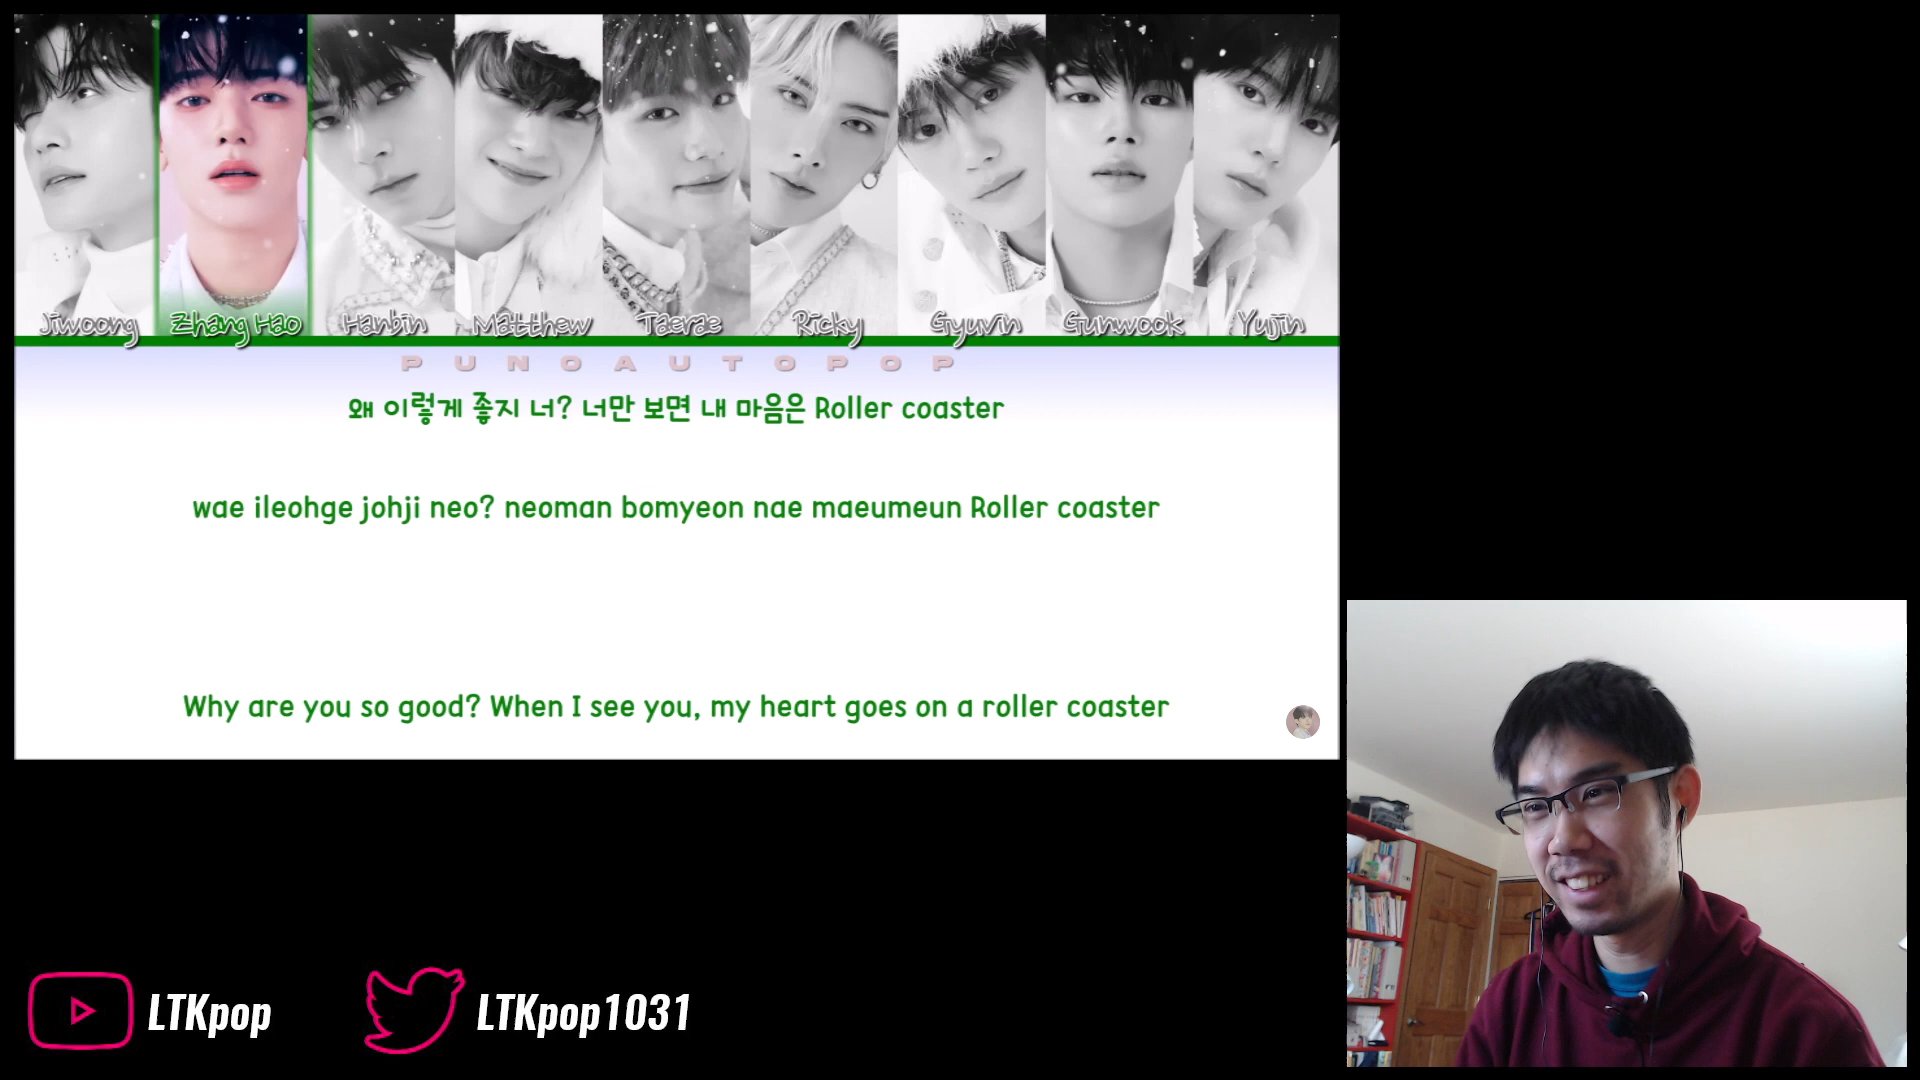 Jiwoong Zhang Hao Hanbin Matthew Taerae Ricky Gyuvin Gunwook Yujin
PUNOAUTOPOP
왜 이렇게 좋지 너? 너만 보면 내 마음은 Roller coaster
wae ileohge johji neo? neoman bomyeon nae maeumeun Roller coaster
Why are you so good? When I see you, my heart goes on a roller coaster
LTKpop LTKpop1031